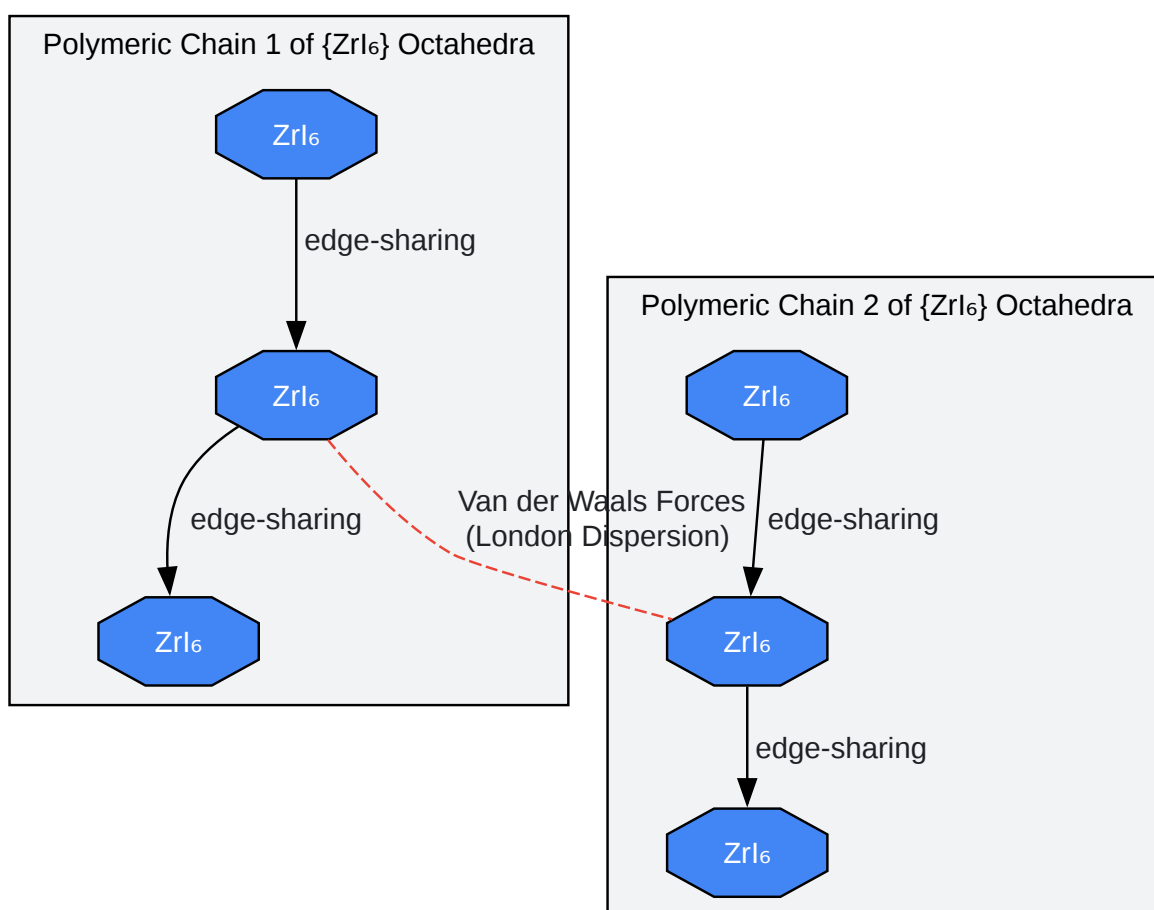 Polymeric Chain 1 of {ZrI₆} Octahedra
ZrI₆
edge-sharing
ZrI₆
edge-sharing
ZrI₆
Van der Waals Forces
(London Dispersion)
Polymeric Chain 2 of {ZrI₆} Octahedra
ZrI₆
edge-sharing
ZrI₆
edge-sharing
ZrI₆